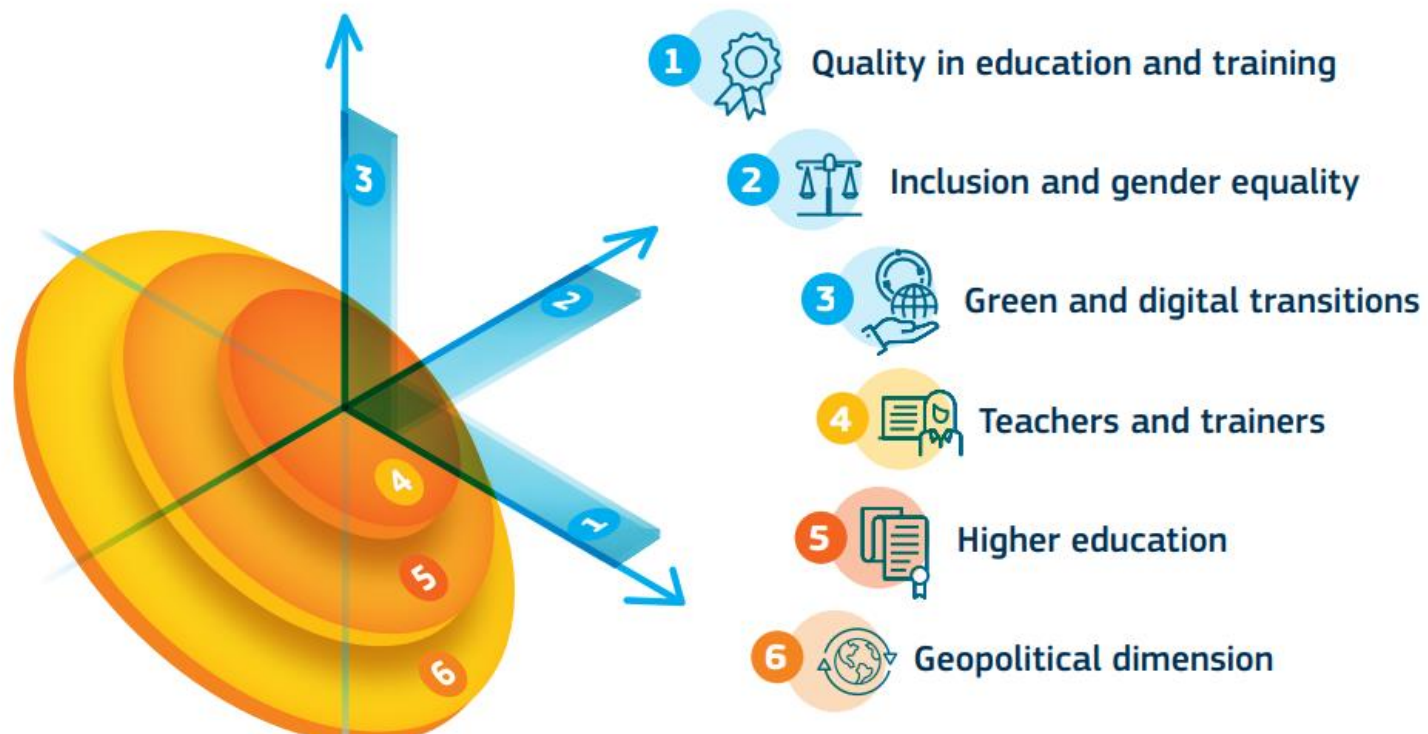 1 Quality in education and training
2 Inclusion and gender equality
3 Green and digital transitions
4 Teachers and trainers
5 Higher education
6 Geopolitical dimension
3
2
1
4
5
6